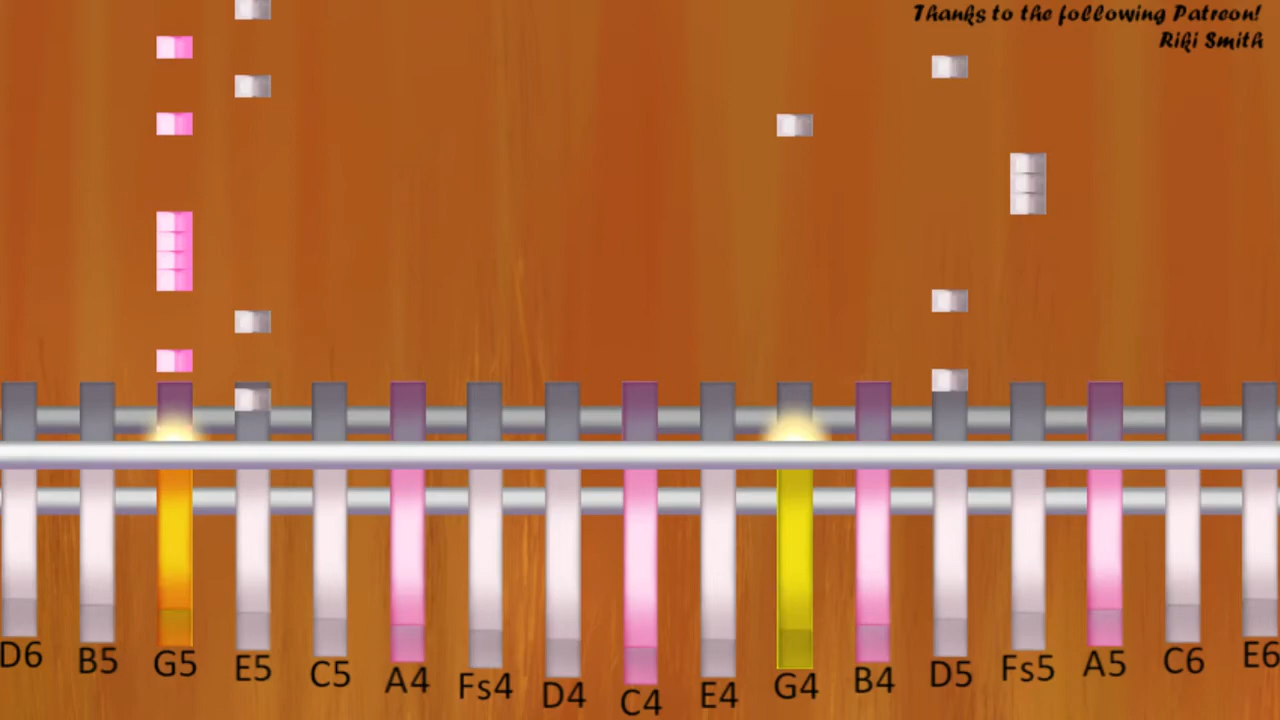 Thanks to the following Patreon!
Riki Smith
D6 B5 G5 E5 C5 A4 Fs4 D4 C4 E4 G4 B4 D5 Fs5 A5 C6 E6